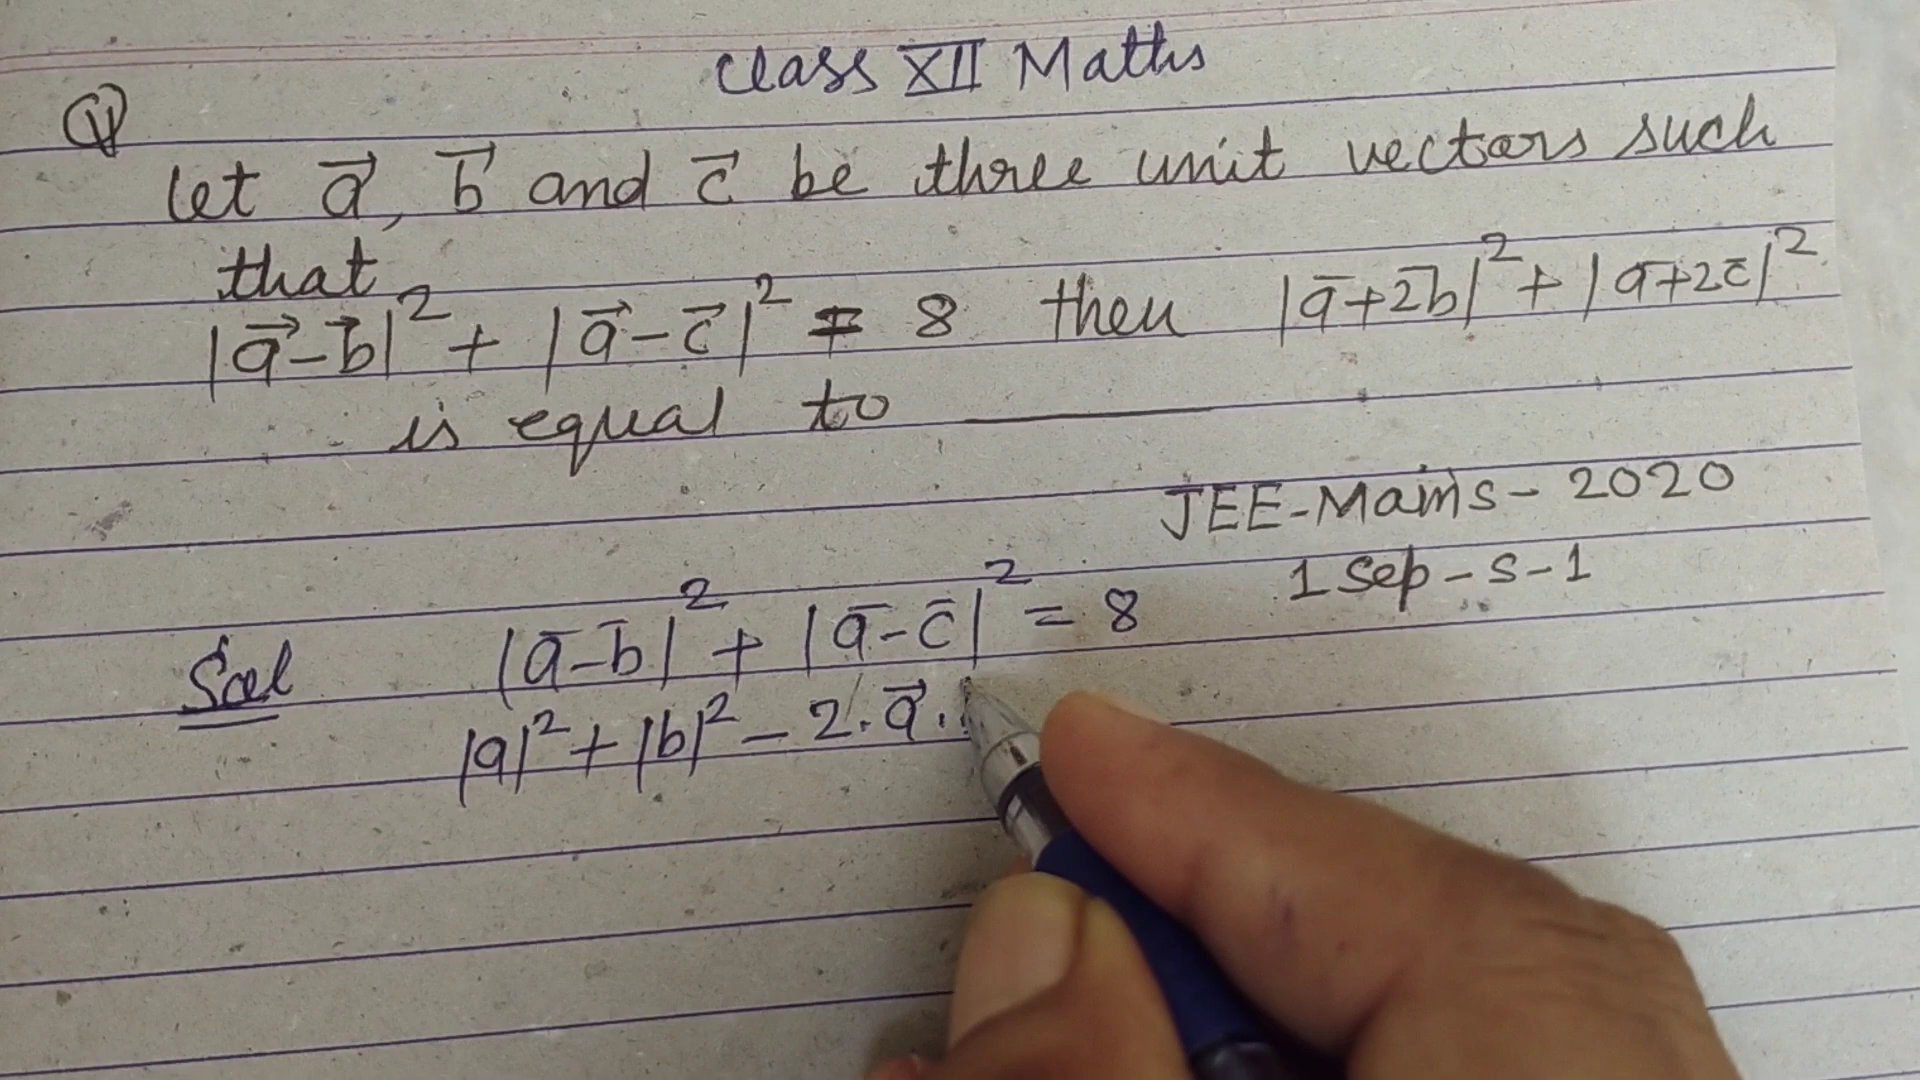 Class XII Maths
Q
Let a⃗, b⃗ and c⃗ be three unit vectors such
that
|a⃗-b⃗|² + |a⃗-c⃗|² = 8 then |a̅+2b̅|² + |a̅+2c̅|²
is equal to ______
JEE-Mains-2020
1 Sep-S-1
Sol |a̅-b̅|² + |a̅-c̅|² = 8
|a|² + |b|² - 2.a⃗.